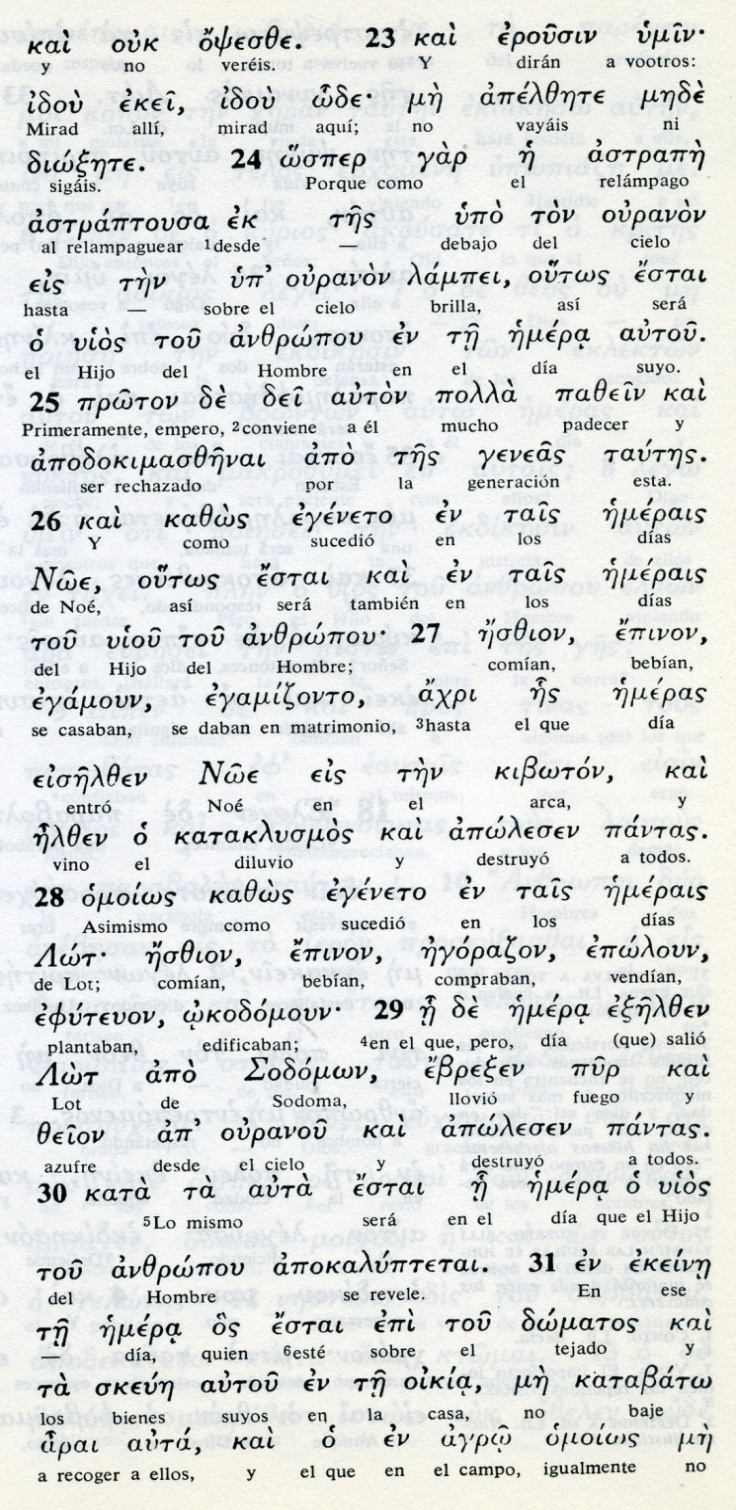 καὶ οὐκ ὄψεσθε. 23 καὶ ἐροῦσιν ὑμῖν·
y no veréis. Y dirán a vootros:
ἰδοὺ ἐκεῖ, ἰδοὺ ὧδε· μὴ ἀπέλθητε μηδὲ
Mirad allí, mirad aquí; no vayáis ni
διώξητε. 24 ὥσπερ γὰρ ἡ ἀστραπὴ
sigáis. Porque como el relámpago
ἀστράπτουσα ἐκ τῆς ὑπὸ τὸν οὐρανὸν
al relampaguear 1desde — debajo del cielo
εἰς τὴν ὑπ' οὐρανὸν λάμπει, οὕτως ἔσται
hasta — sobre el cielo brilla, así será
ὁ υἱὸς τοῦ ἀνθρώπου ἐν τῇ ἡμέρᾳ αὐτοῦ.
el Hijo del Hombre en el día suyo.
25 πρῶτον δὲ δεῖ αὐτὸν πολλὰ παθεῖν καὶ
Primeramente, empero, 2conviene a él mucho padecer y
ἀποδοκιμασθῆναι ἀπὸ τῆς γενεᾶς ταύτης.
ser rechazado por la generación esta.
26 καὶ καθὼς ἐγένετο ἐν ταῖς ἡμέραις
Y como sucedió en los días
Νῶε, οὕτως ἔσται καὶ ἐν ταῖς ἡμέραις
de Noé, así será también en los días
τοῦ υἱοῦ τοῦ ἀνθρώπου· 27 ἤσθιον, ἔπινον,
del Hijo del Hombre; comían, bebían,
ἐγάμουν, ἐγαμίζοντο, ἄχρι ἧς ἡμέρας
se casaban, se daban en matrimonio, 3hasta el que día
εἰσῆλθεν Νῶε εἰς τὴν κιβωτόν, καὶ
entró Noé en el arca, y
ἦλθεν ὁ κατακλυσμὸς καὶ ἀπώλεσεν πάντας.
vino el diluvio y destruyó a todos.
28 ὁμοίως καθὼς ἐγένετο ἐν ταῖς ἡμέραις
Asimismo como sucedió en los días
Λώτ· ἤσθιον, ἔπινον, ἠγόραζον, ἐπώλουν,
de Lot; comían, bebían, compraban, vendían,
ἐφύτευον, ᾠκοδόμουν· 29 ᾗ δὲ ἡμέρᾳ ἐξῆλθεν
plantaban, edificaban; 4en el que, pero, día (que) salió
Λὼτ ἀπὸ Σοδόμων, ἔβρεξεν πῦρ καὶ
Lot de Sodoma, llovió fuego y
θεῖον ἀπ' οὐρανοῦ καὶ ἀπώλεσεν πάντας.
azufre desde el cielo y destruyó a todos.
30 κατὰ τὰ αὐτὰ ἔσται ᾗ ἡμέρᾳ ὁ υἱὸς
5Lo mismo será en el día que el Hijo
τοῦ ἀνθρώπου ἀποκαλύπτεται. 31 ἐν ἐκείνῃ
del Hombre se revele. En ese
τῇ ἡμέρᾳ ὃς ἔσται ἐπὶ τοῦ δώματος καὶ
— día, quien 6esté sobre el tejado y
τὰ σκεύη αὐτοῦ ἐν τῇ οἰκίᾳ, μὴ καταβάτω
los bienes suyos en la casa, no baje
ἆραι αὐτά, καὶ ὁ ἐν ἀγρῷ ὁμοίως μὴ
a recoger a ellos, y el que en el campo, igualmente no